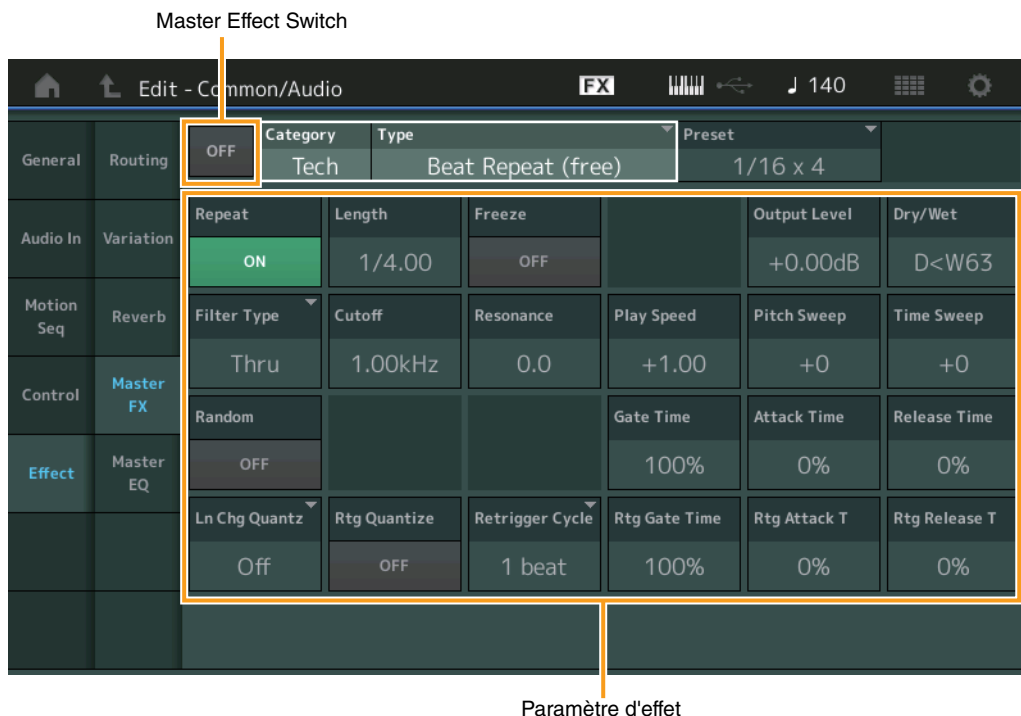 Master Effect Switch
Edit - Common/Audio
FX
140
General
Routing
OFF
Category
Tech
Type
Beat Repeat (free)
Preset
1/16 x 4
Audio In
Variation
Repeat
ON
Length
1/4.00
Freeze
OFF
Output Level
+0.00dB
Dry/Wet
D<W63
Motion
Seq
Reverb
Filter Type
Thru
Cutoff
1.00kHz
Resonance
0.0
Play Speed
+1.00
Pitch Sweep
+0
Time Sweep
+0
Control
Master
FX
Random
OFF
Gate Time
100%
Attack Time
0%
Release Time
0%
Effect
Master
EQ
Ln Chg Quantz
Off
Rtg Quantize
OFF
Retrigger Cycle
1 beat
Rtg Gate Time
100%
Rtg Attack T
0%
Rtg Release T
0%
Paramètre d'effet